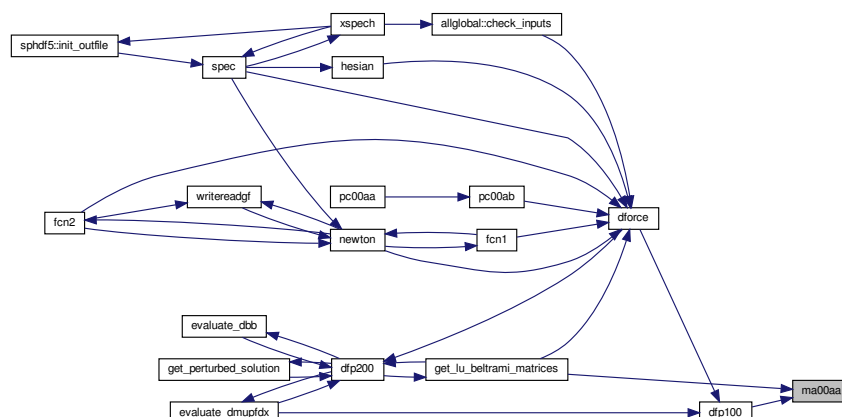 xspech
allglobal::check_inputs
sphdf5::init_outfile
spec
hesian
writereadgf
pc00aa
pc00ab
dforce
fcn2
newton
fcn1
evaluate_dbb
get_perturbed_solution
dfp200
get_lu_beltrami_matrices
ma00aa
evaluate_dmupfdx
dfp100